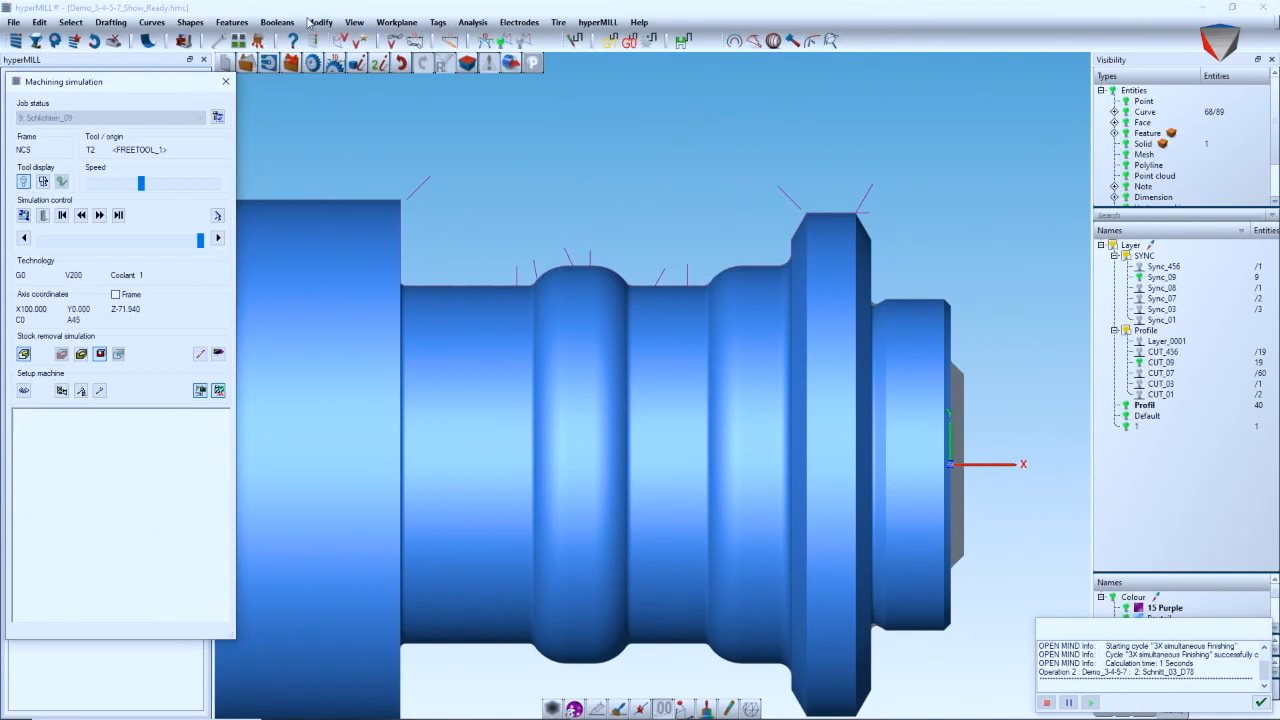 hyperMILL® - [Demo_3-4-5-7_Show_Ready.hmc]
File Edit Select Drafting Curves Shapes Features Booleans Modify View Workplane Tags Analysis Electrodes Tire hyperMILL Help
hyperMILL
Machining simulation
Job status
9: Schlichten_09
Frame
Tool / origin
NCS
T2 <FREETOOL_1>
Tool display
Speed
Simulation control
Technology
G0 V200 Coolant 1
Axis coordinates
Frame
X100.000 Y0.000 Z-71.940
C0 A45
Stock removal simulation
Setup machine
X
Visibility
Types Entities
Entities
Point
Curve 68/89
Face
Feature
Solid 1
Mesh
Polyline
Point cloud
Note
Dimension
Search
Names Entities
Layer
SYNC
Sync_456 /1
Sync_09 9
Sync_08 /1
Sync_07 /2
Sync_03 /3
Sync_01
Profile
Layer_0001
CUT_456 /19
CUT_09 19
CUT_07 /60
CUT_03 /1
CUT_01 /2
Profil 40
Default
1 1
Names
Colour
15 Purple
OPEN MIND Info: Starting cycle "3X simultaneous Finishing"
OPEN MIND Info: Cycle "3X simultaneous Finishing" successfully c
OPEN MIND Info: Calculation time: 1 Seconds
Operation 2 : Demo_3-4-5-7 : 2: Schnitt_03_D78